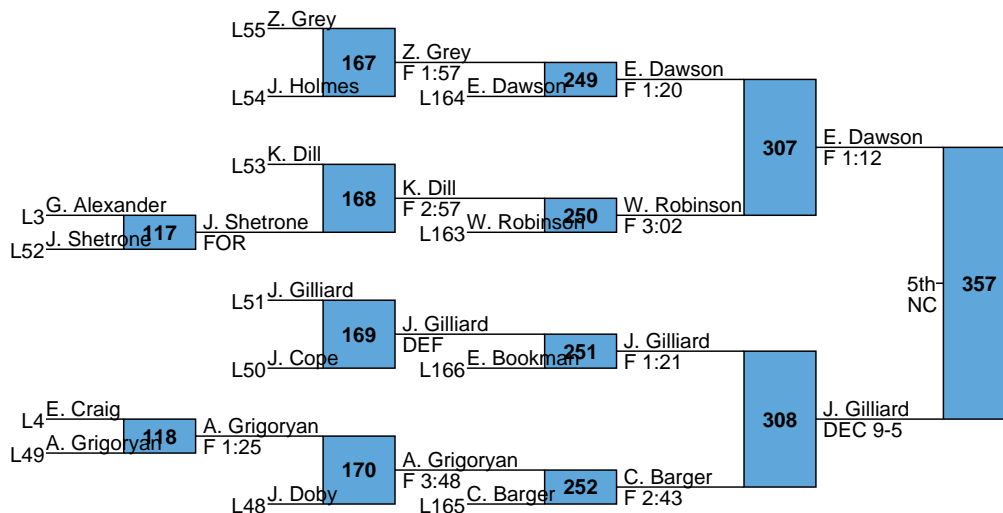 L55 Z. Grey
167
Z. Grey
F 1:57
L54 J. Holmes
249
L164 E. Dawson
E. Dawson
F 1:20
307
E. Dawson
F 1:12
L53 K. Dill
168
K. Dill
F 2:57
L3 G. Alexander
117
L52 J. Shetrone
J. Shetrone
FOR
250
L163 W. Robinson
W. Robinson
F 3:02
5th
NC
357
L51 J. Gilliard
169
J. Gilliard
DEF
L50 J. Cope
251
L166 E. Bookman
J. Gilliard
F 1:21
308
J. Gilliard
DEC 9-5
L4 E. Craig
118
L49 A. Grigoryan
A. Grigoryan
F 1:25
170
A. Grigoryan
F 3:48
L48 J. Doby
252
L165 C. Barger
C. Barger
F 2:43